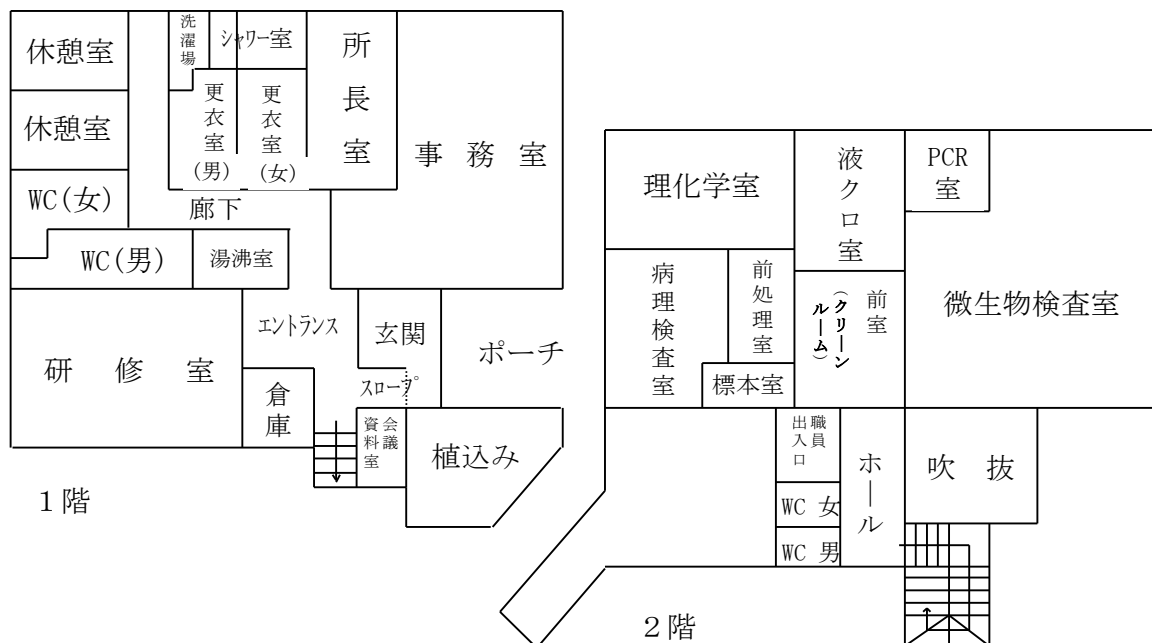 休憩室
休憩室
WC(女)
WC(男)
湯沸室
洗濯場
シャワー室
更衣室(男)
更衣室(女)
所長室
事務室
廊下
研修室
エントランス
玄関
ポーチ
倉庫
スロープ
会議
資料室
植込み
1階
理化学室
液クロ室
PCR
室
病理検査室
前処理室
標本室
前室
(クリーン
ルーム)
微生物検査室
職員
出入口
WC 女
WC 男
ホール
吹抜
2階